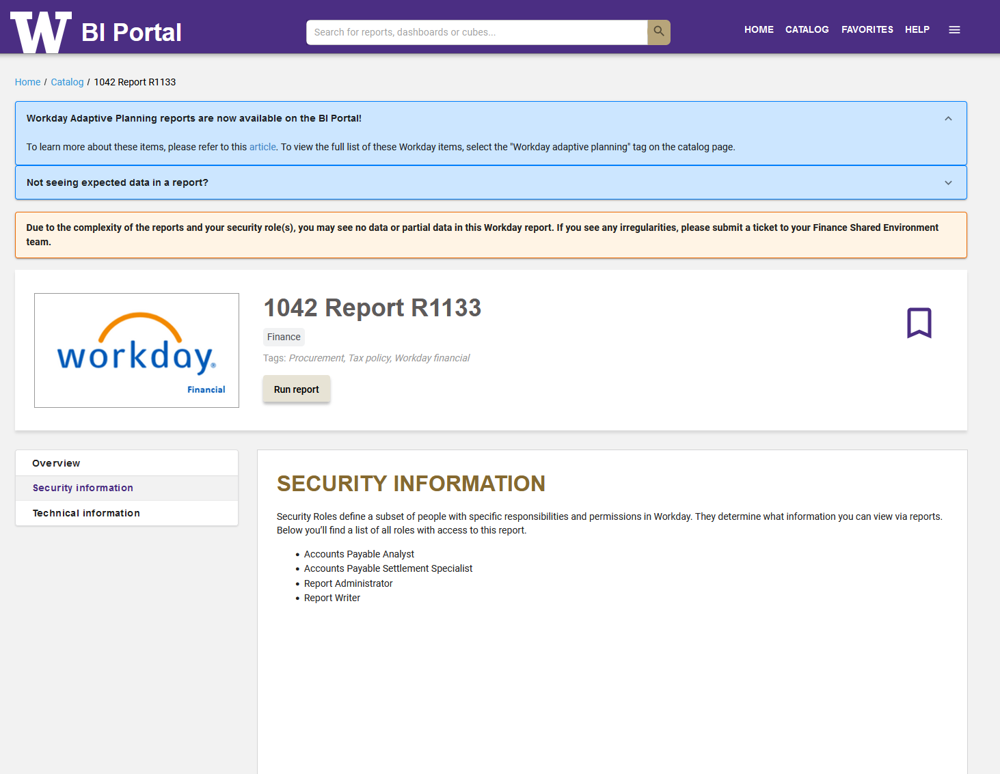 W BI Portal
Search for reports, dashboards or cubes...
HOME CATALOG FAVORITES HELP
Home / Catalog / 1042 Report R1133
Workday Adaptive Planning reports are now available on the BI Portal!
To learn more about these items, please refer to this article. To view the full list of these Workday items, select the "Workday adaptive planning" tag on the catalog page.
Not seeing expected data in a report?
Due to the complexity of the reports and your security role(s), you may see no data or partial data in this Workday report. If you see any irregularities, please submit a ticket to your Finance Shared Environment
team.
workday®
Financial
1042 Report R1133
Finance
Tags: Procurement, Tax policy, Workday financial
Run report
Overview
Security information
Technical information
SECURITY INFORMATION
Security Roles define a subset of people with specific responsibilities and permissions in Workday. They determine what information you can view via reports.
Below you’ll find a list of all roles with access to this report.
• Accounts Payable Analyst
• Accounts Payable Settlement Specialist
• Report Administrator
• Report Writer